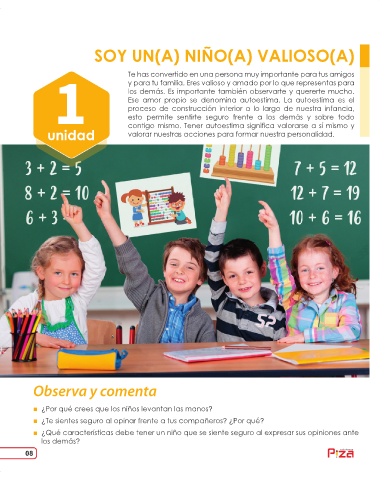 SOY UN(A) NIÑO(A) VALIOSO(A)
Te has convertido en una persona muy importante para tus amigos
y para tu familia. Eres valioso y amado por lo que representas para
los demás. Es importante también observarte y quererte mucho.
Ese amor propio se denomina autoestima. La autoestima es el
proceso de construcción interior a lo largo de nuestra infancia,
esto permite sentirte seguro frente a los demás y sobre todo
contigo mismo. Tener autoestima significa valorarse a sí mismo y
valorar nuestras acciones para formar nuestra personalidad.
1
unidad
3 + 2 = 5
8 + 2 = 10
6 + 3
7 + 5 = 12
12 + 7 = 19
10 + 6 = 16
Observa y comenta
¿Por qué crees que los niños levantan las manos?
¿Te sientes seguro al opinar frente a tus compañeros? ¿Por qué?
¿Qué características debe tener un niño que se siente seguro al expresar sus opiniones ante
los demás?
08
Piza